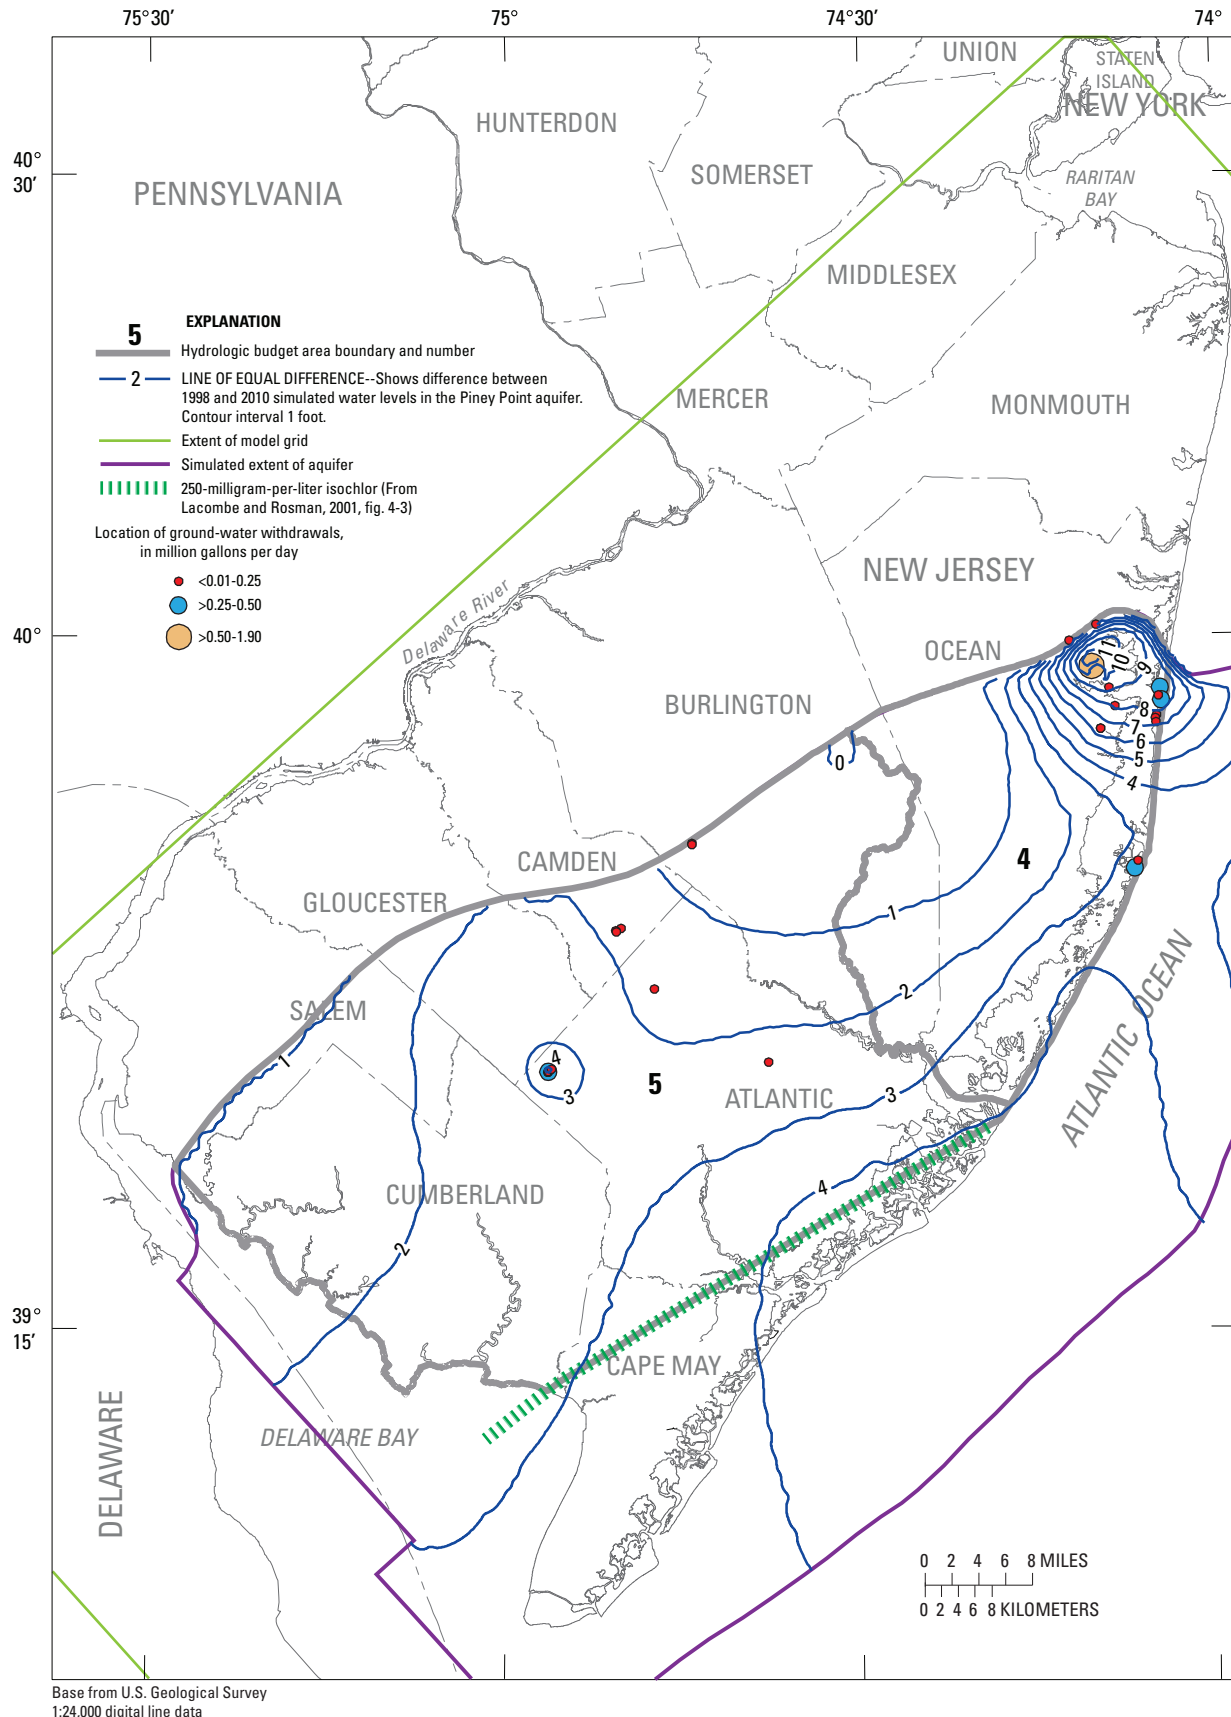 75°30'
75°
74°30'
74°
UNION
STATEN
ISLAND
NEW YORK
HUNTERDON
40°
30'
SOMERSET
RARITAN
BAY
PENNSYLVANIA
MIDDLESEX
EXPLANATION
5
Hydrologic budget area boundary and number
2
LINE OF EQUAL DIFFERENCE--Shows difference between
1998 and 2010 simulated water levels in the Piney Point aquifer.
Contour interval 1 foot.
Extent of model grid
Simulated extent of aquifer
250-milligram-per-liter isochlor (From
Lacombe and Rosman, 2001, fig. 4-3)
Location of ground-water withdrawals,
in million gallons per day
<0.01-0.25
>0.25-0.50
>0.50-1.90
MERCER
MONMOUTH
NEW JERSEY
Delaware River
40°
OCEAN
11
10
9
8
7
6
5
4
BURLINGTON
0
CAMDEN
4
GLOUCESTER
1
ATLANTIC OCEAN
2
SALEM
1
4
3
5
ATLANTIC
3
CUMBERLAND
4
2
39°
15'
CAPE MAY
DELAWARE
DELAWARE BAY
0 2 4 6 8 MILES
0 2 4 6 8 KILOMETERS
Base from U.S. Geological Survey
1:24,000 digital line data